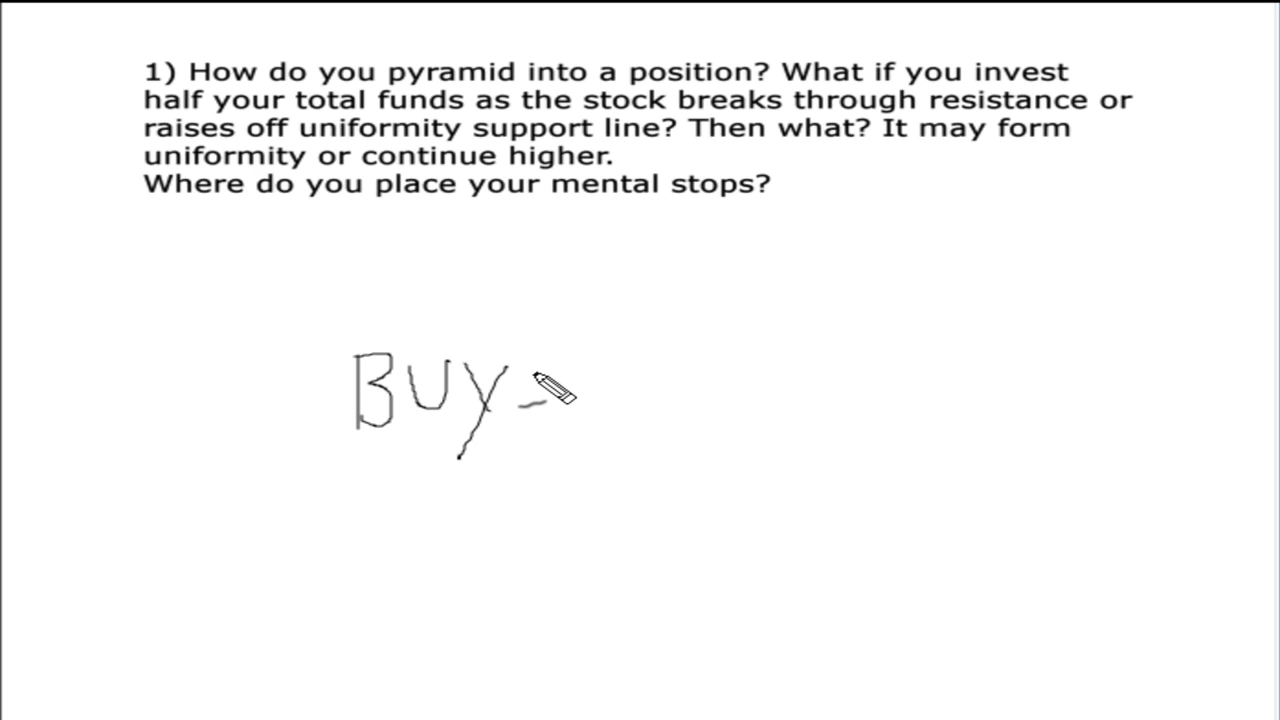 1) How do you pyramid into a position? What if you invest
half your total funds as the stock breaks through resistance or
raises off uniformity support line? Then what? It may form
uniformity or continue higher.
Where do you place your mental stops?
BUY-